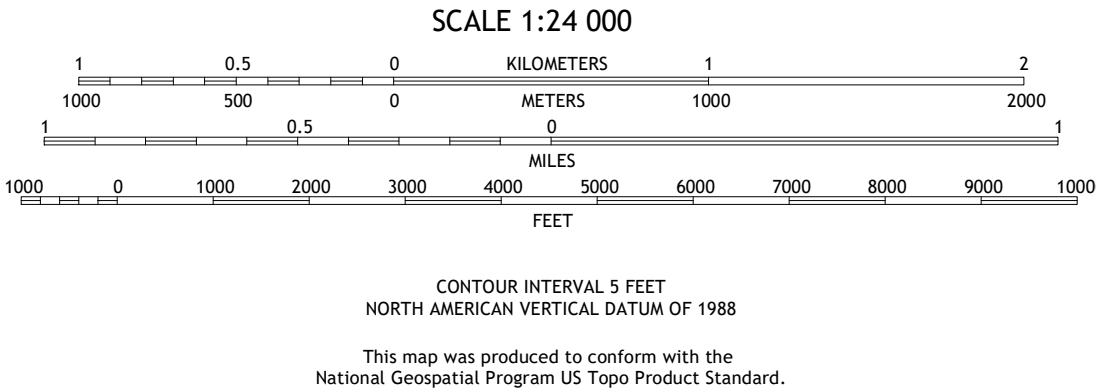 SCALE 1:24 000
1 0.5 0 KILOMETERS 1 2
1000 500 0 METERS 1000 2000
1 0.5 0 1
MILES
1000 0 1000 2000 3000 4000 5000 6000 7000 8000 9000 1000
FEET
CONTOUR INTERVAL 5 FEET
NORTH AMERICAN VERTICAL DATUM OF 1988
This map was produced to conform with the
National Geospatial Program US Topo Product Standard.